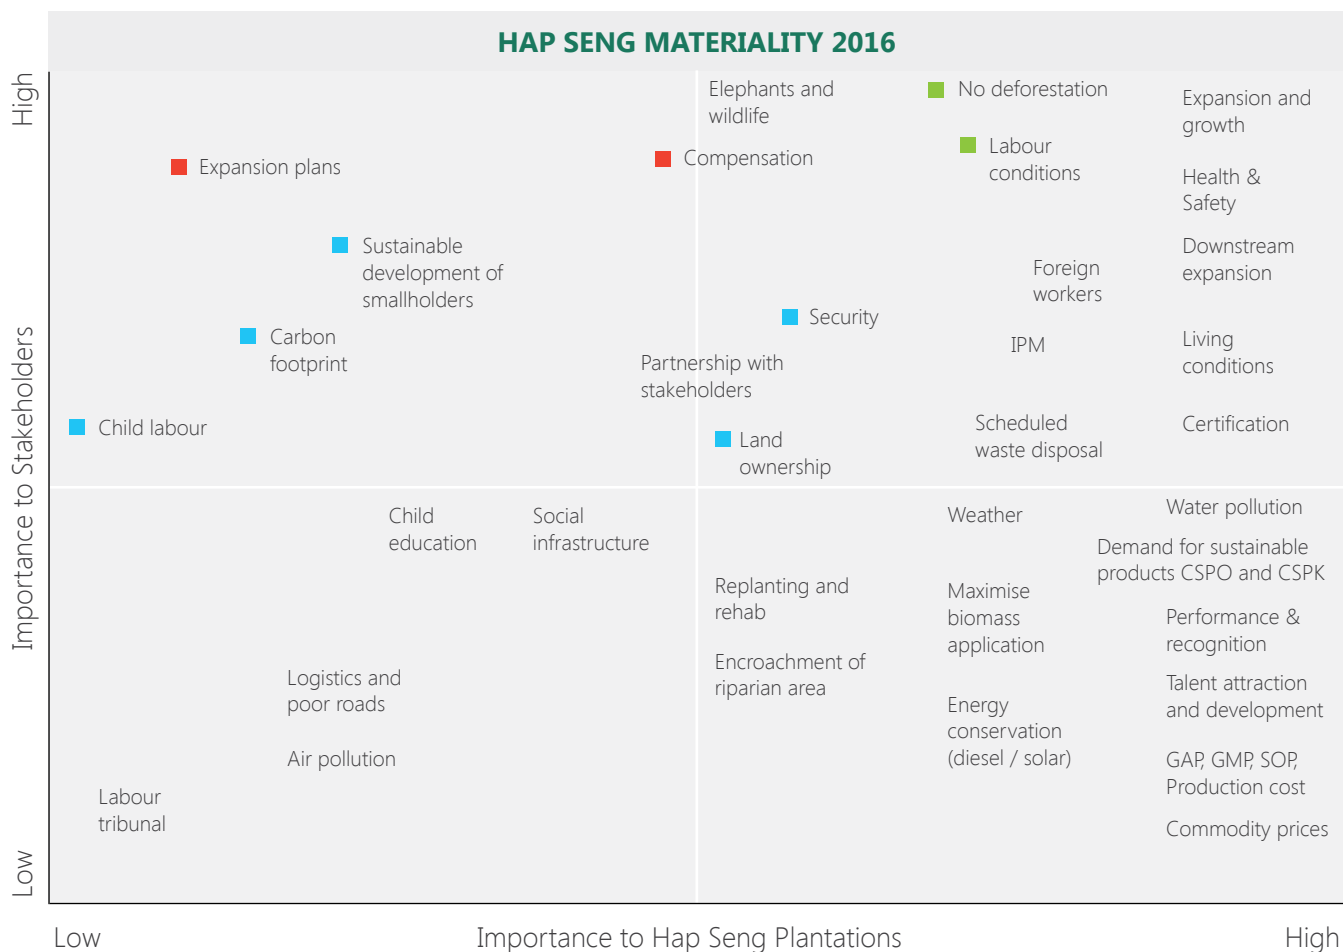 HAP SENG MATERIALITY 2016
High
Importance to Stakeholders
Low
Elephants and
wildlife
No deforestation
Expansion and
growth
Expansion plans
Compensation
Labour
conditions
Health &
Safety
Sustainable
development of
smallholders
Foreign
workers
Downstream
expansion
Carbon
footprint
Security
IPM
Living
conditions
Partnership with
stakeholders
Child labour
Land
ownership
Scheduled
waste disposal
Certification
Child
education
Social
infrastructure
Weather
Water pollution
Demand for sustainable
products CSPO and CSPK
Replanting and
rehab
Maximise
biomass
application
Performance &
recognition
Logistics and
poor roads
Encroachment of
riparian area
Energy
conservation
(diesel / solar)
Talent attraction
and development
Air pollution
GAP, GMP, SOP,
Production cost
Labour
tribunal
Commodity prices
Low
Importance to Hap Seng Plantations
High